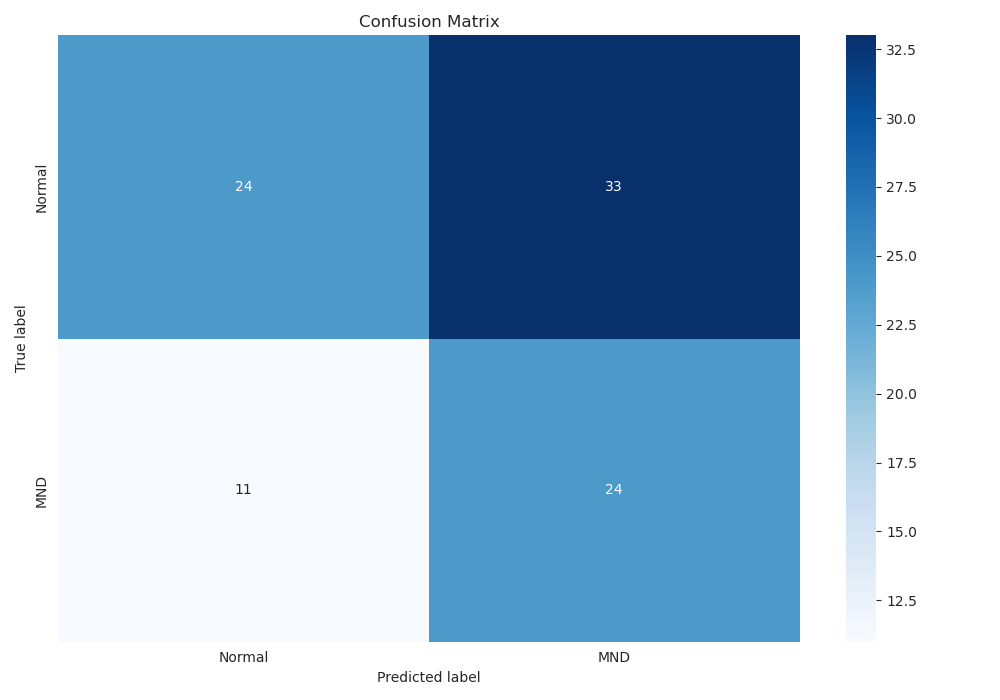 Confusion Matrix
True label
Normal
MND
24
33
11
24
Normal
MND
Predicted label
32.5
30.0
27.5
25.0
22.5
20.0
17.5
15.0
12.5